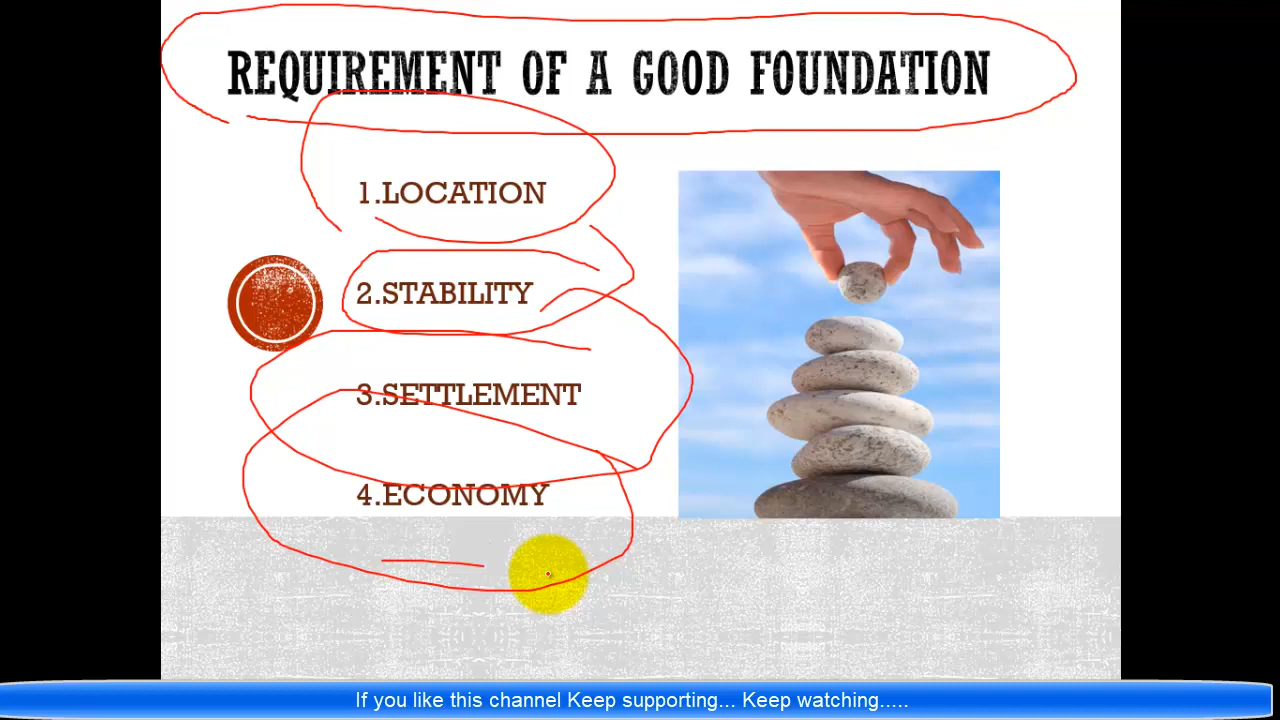 REQUIREMENT OF A GOOD FOUNDATION
1.LOCATION
2.STABILITY
3.SETTLEMENT
4.ECONOMY
If you like this channel Keep supporting... Keep watching.....